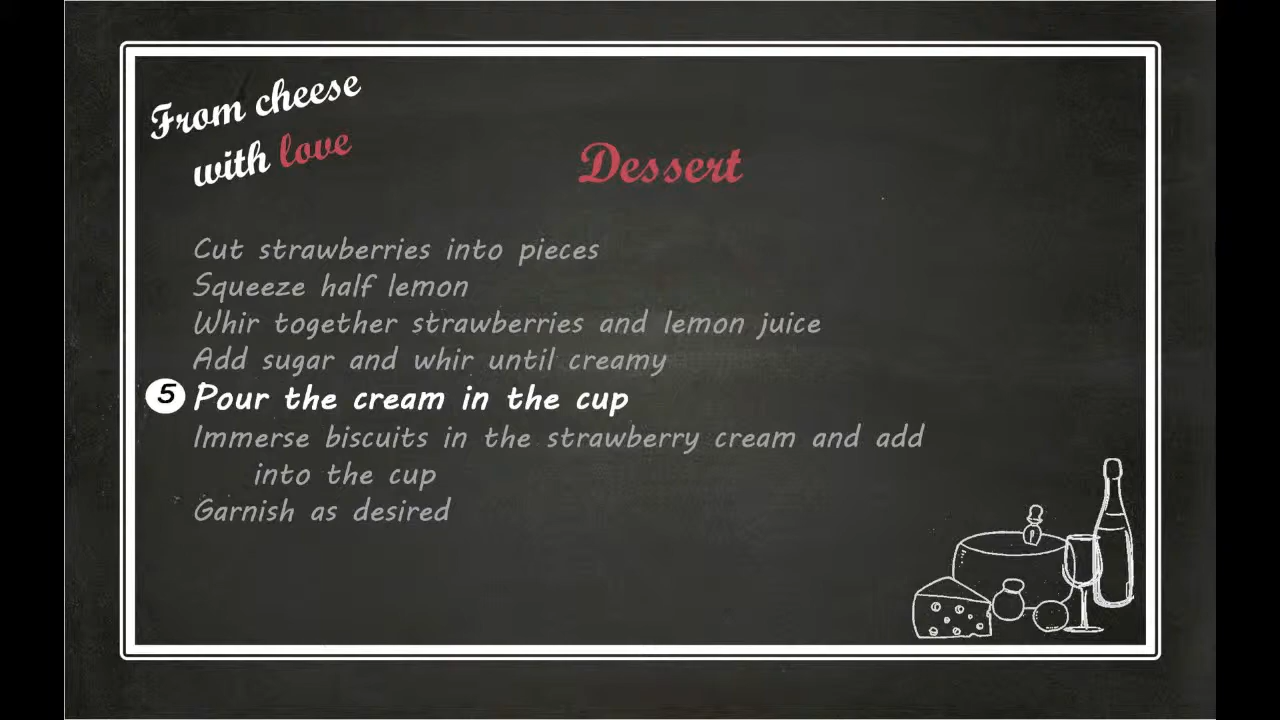 From cheese
with love
Dessert
Cut strawberries into pieces
Squeeze half lemon
Whir together strawberries and lemon juice
Add sugar and whir until creamy
5 Pour the cream in the cup
Immerse biscuits in the strawberry cream and add
into the cup
Garnish as desired